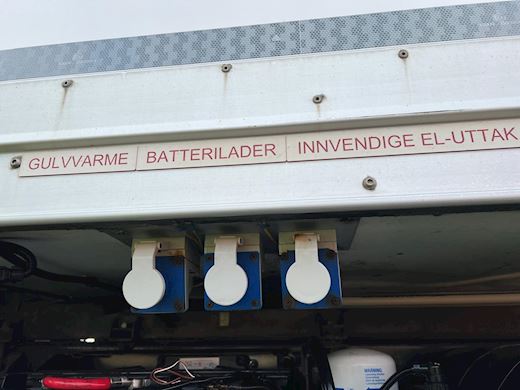 GULVVARME BATTERILADER INNVENDIGE EL-UTTAK
WARNING